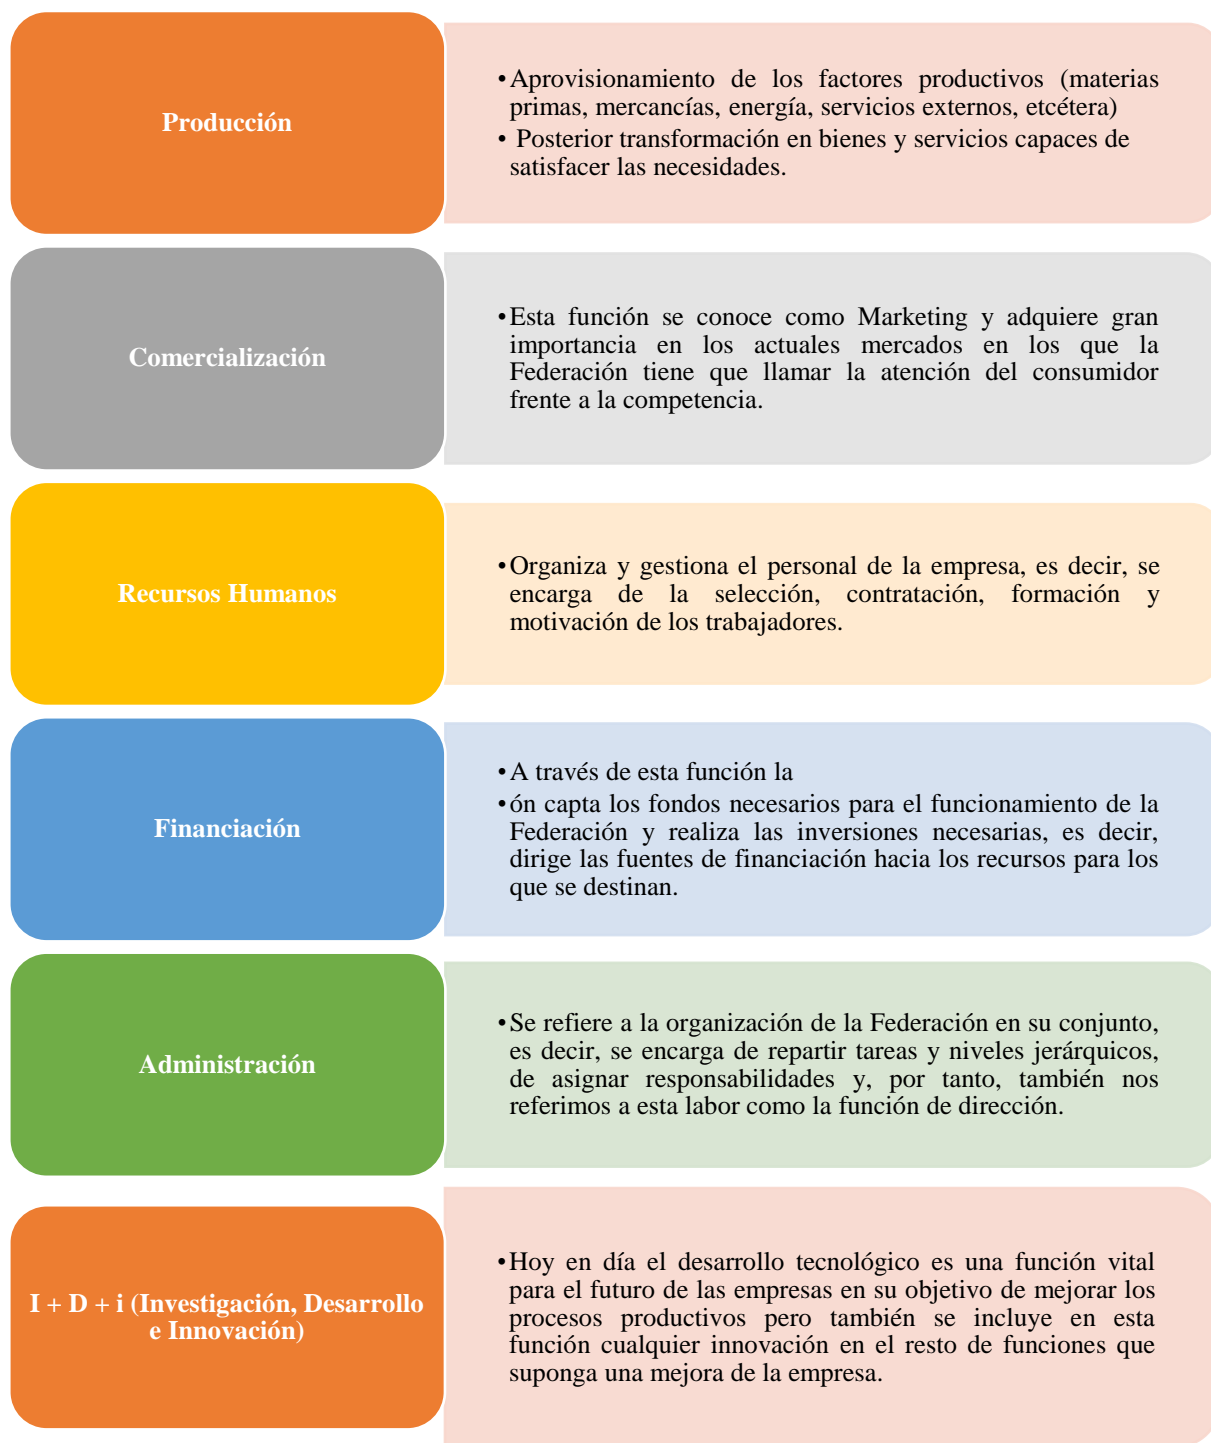 Producción
•Aprovisionamiento de los factores productivos (materias
primas, mercancías, energía, servicios externos, etcétera)
• Posterior transformación en bienes y servicios capaces de
satisfacer las necesidades.
Comercialización
•Esta función se conoce como Marketing y adquiere gran
importancia en los actuales mercados en los que la
Federación tiene que llamar la atención del consumidor
frente a la competencia.
Recursos Humanos
•Organiza y gestiona el personal de la empresa, es decir, se
encarga de la selección, contratación, formación y
motivación de los trabajadores.
Financiación
•A través de esta función la
•ón capta los fondos necesarios para el funcionamiento de la
Federación y realiza las inversiones necesarias, es decir,
dirige las fuentes de financiación hacia los recursos para los
que se destinan.
Administración
•Se refiere a la organización de la Federación en su conjunto,
es decir, se encarga de repartir tareas y niveles jerárquicos,
de asignar responsabilidades y, por tanto, también nos
referimos a esta labor como la función de dirección.
I + D + i (Investigación, Desarrollo
e Innovación)
•Hoy en día el desarrollo tecnológico es una función vital
para el futuro de las empresas en su objetivo de mejorar los
procesos productivos pero también se incluye en esta
función cualquier innovación en el resto de funciones que
suponga una mejora de la empresa.